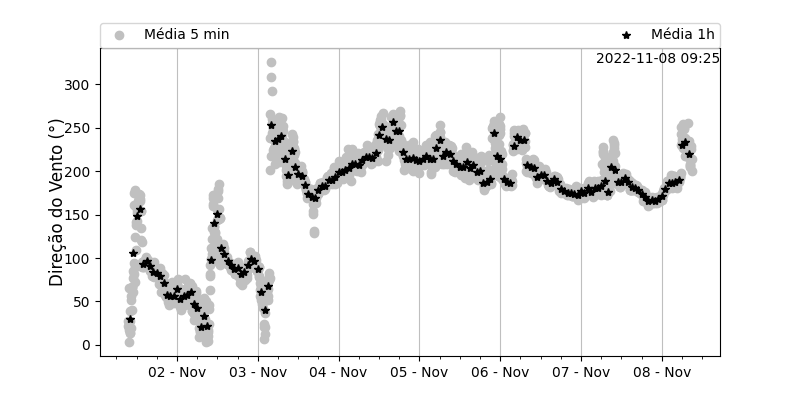 Média 5 min Média 1h
2022-11-08 09:25
Direção do Vento (°)
300
250
200
150
100
50
0
02 - Nov 03 - Nov 04 - Nov 05 - Nov 06 - Nov 07 - Nov 08 - Nov